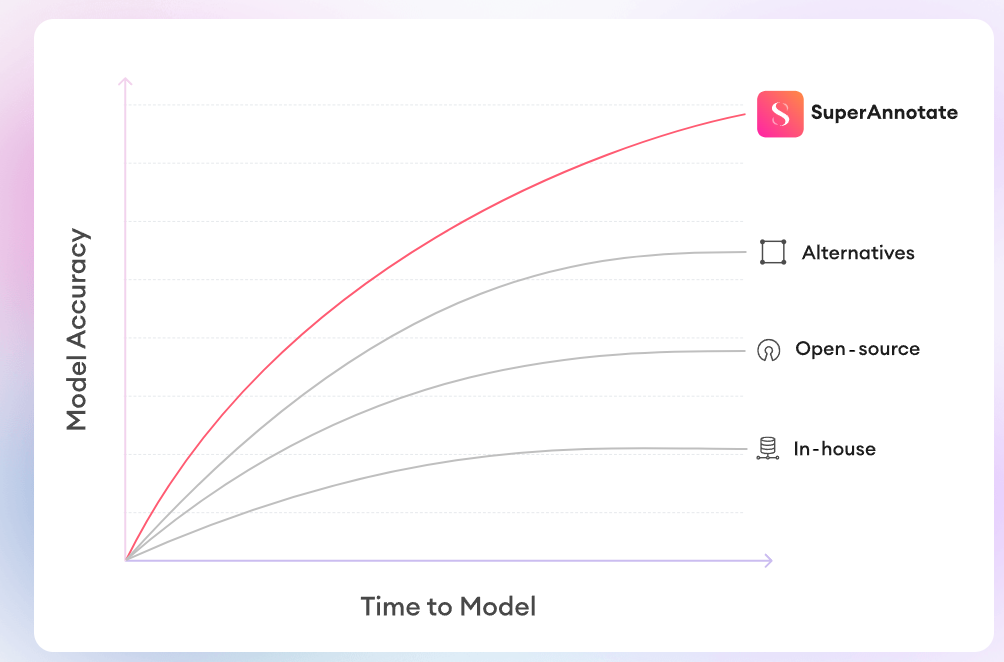 SuperAnnotate
Alternatives
Open-source
In-house
Model Accuracy
Time to Model